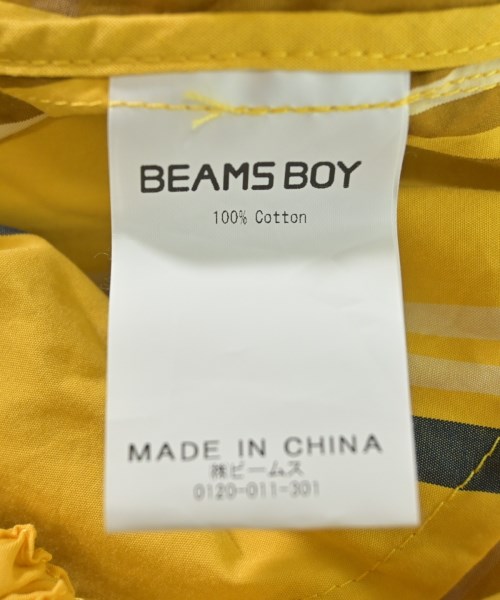 BEAMS BOY
100% Cotton
MADE IN CHINA
㈱ビームス
0120-011-301